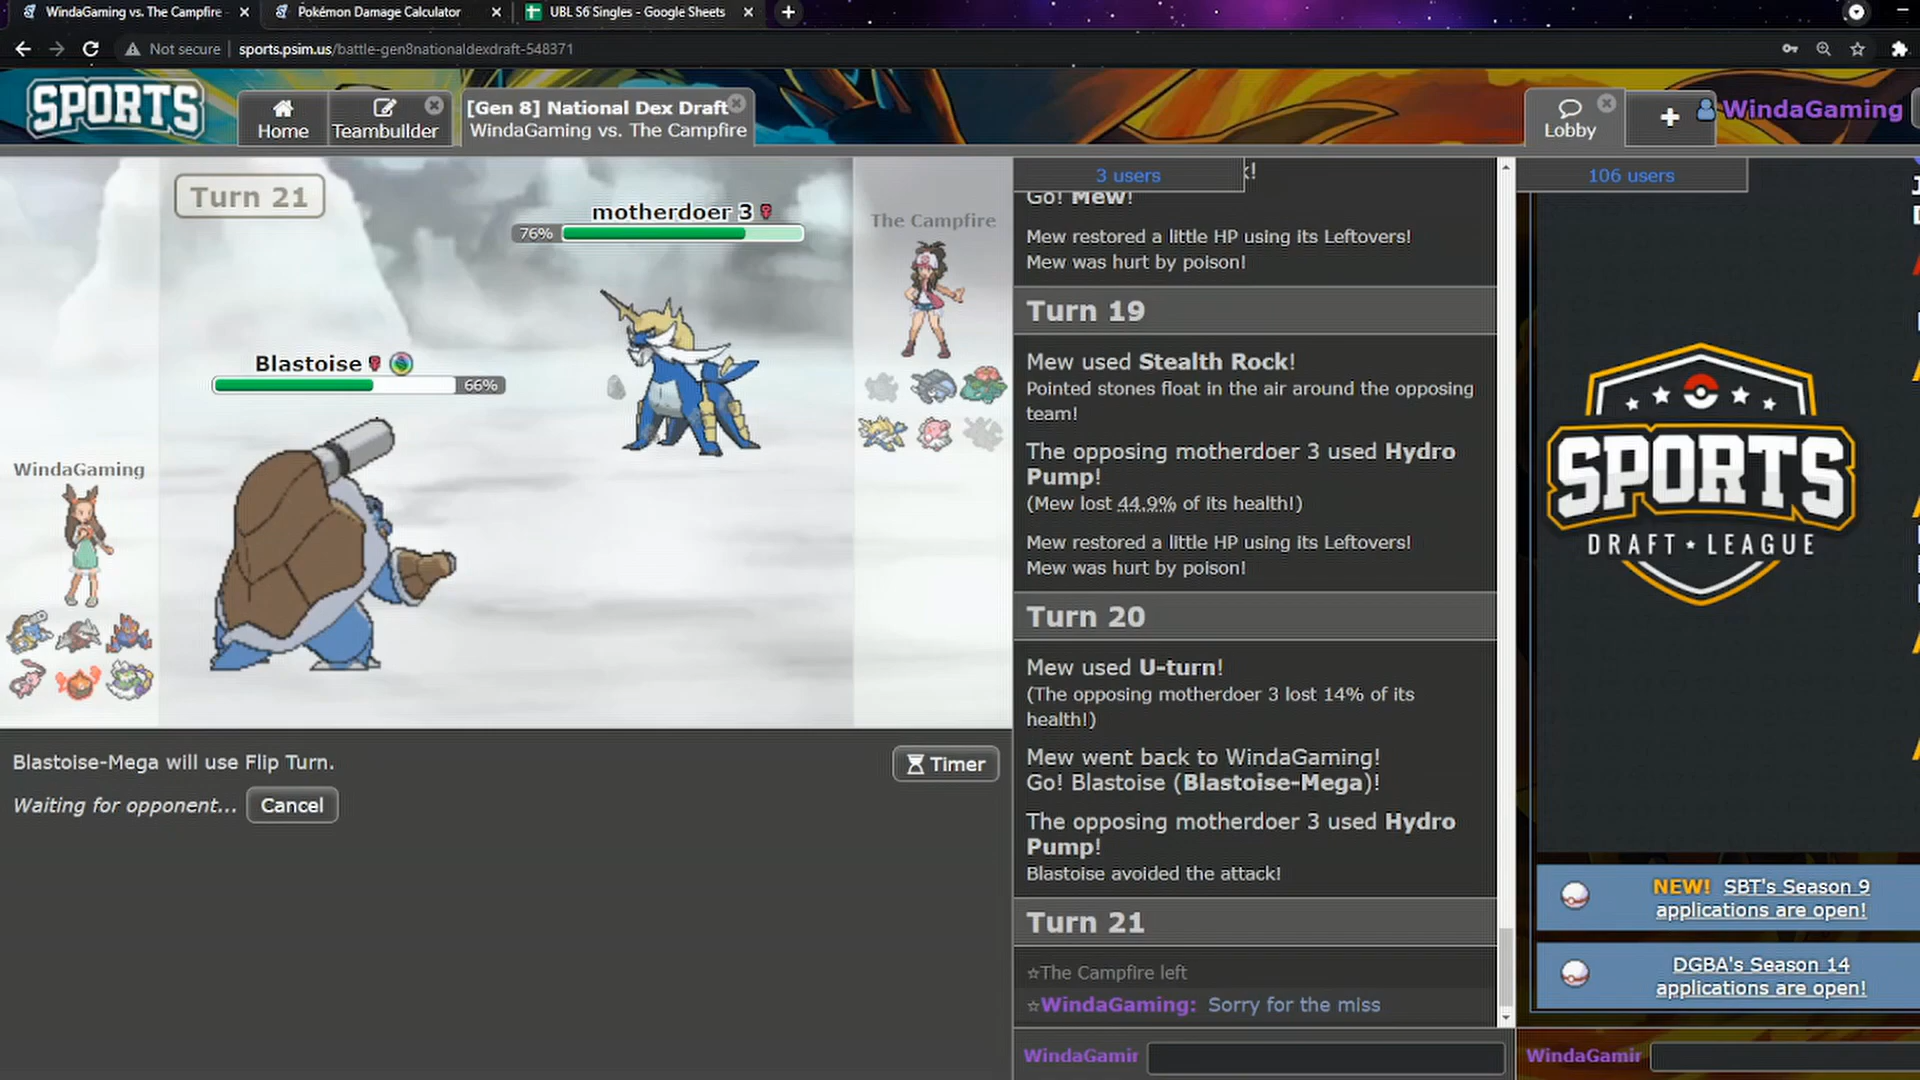 WindaGaming vs. The Campfire -
Pokémon Damage Calculator
UBL S6 Singles - Google Sheets
Not secure
sports.psim.us/battle-gen8nationaldexdraft-548371
SPORTS
Home
Teambuilder
[Gen 8] National Dex Draft
WindaGaming vs. The Campfire
Lobby
WindaGaming
Turn 21
motherdoer 3
76%
Blastoise
66%
WindaGaming
The Campfire
Blastoise-Mega will use Flip Turn.
Waiting for opponent...
Cancel
Timer
3 users
Go! Mew!
Mew restored a little HP using its Leftovers!
Mew was hurt by poison!
Turn 19
Mew used Stealth Rock!
Pointed stones float in the air around the opposing
team!
The opposing motherdoer 3 used Hydro
Pump!
(Mew lost 44.9% of its health!)
Mew restored a little HP using its Leftovers!
Mew was hurt by poison!
Turn 20
Mew used U-turn!
(The opposing motherdoer 3 lost 14% of its
health!)
Mew went back to WindaGaming!
Go! Blastoise (Blastoise-Mega)!
The opposing motherdoer 3 used Hydro
Pump!
Blastoise avoided the attack!
Turn 21
☆The Campfire left
☆WindaGaming: Sorry for the miss
WindaGamir
106 users
SPORTS
DRAFT ★ LEAGUE
NEW! SBT's Season 9
applications are open!
DGBA's Season 14
applications are open!
WindaGamir